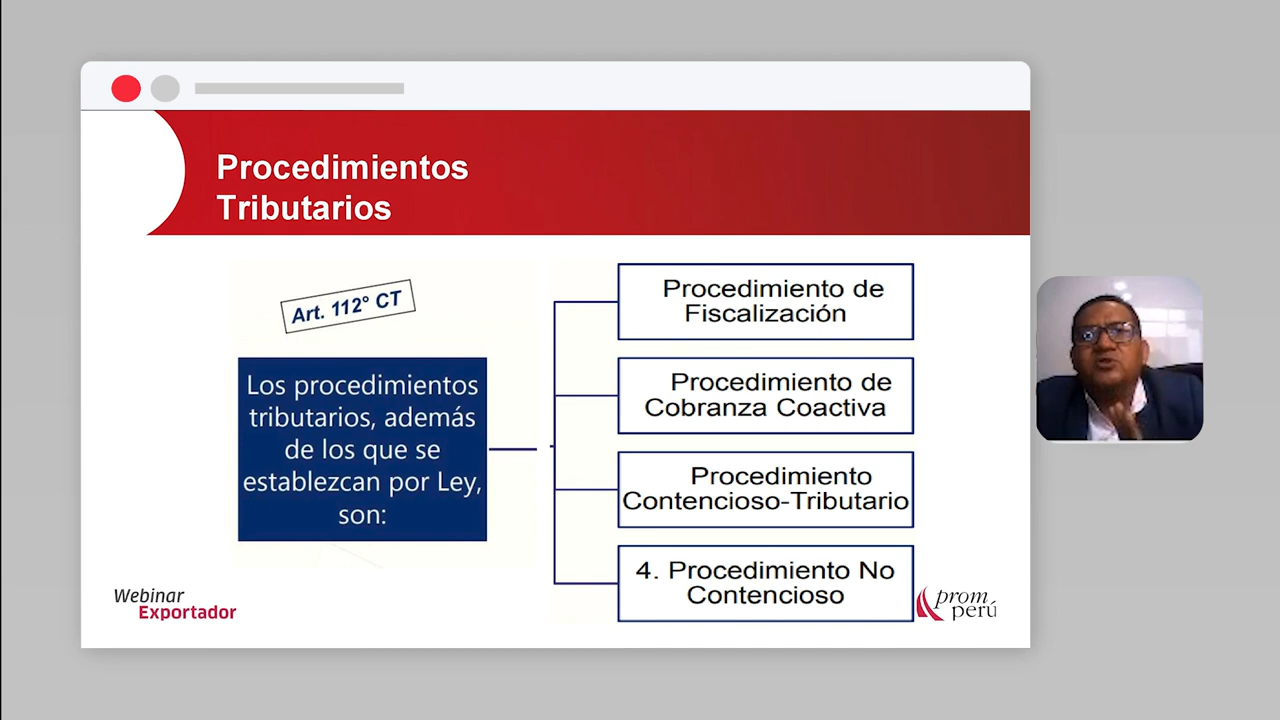 Procedimientos
Tributarios
Art. 112° CT
Los procedimientos
tributarios, además
de los que se
establezcan por Ley,
son:
Procedimiento de
Fiscalización
Procedimiento de
Cobranza Coactiva
Procedimiento
Contencioso-Tributario
4. Procedimiento No
Contencioso
Webinar
Exportador
prom
perú